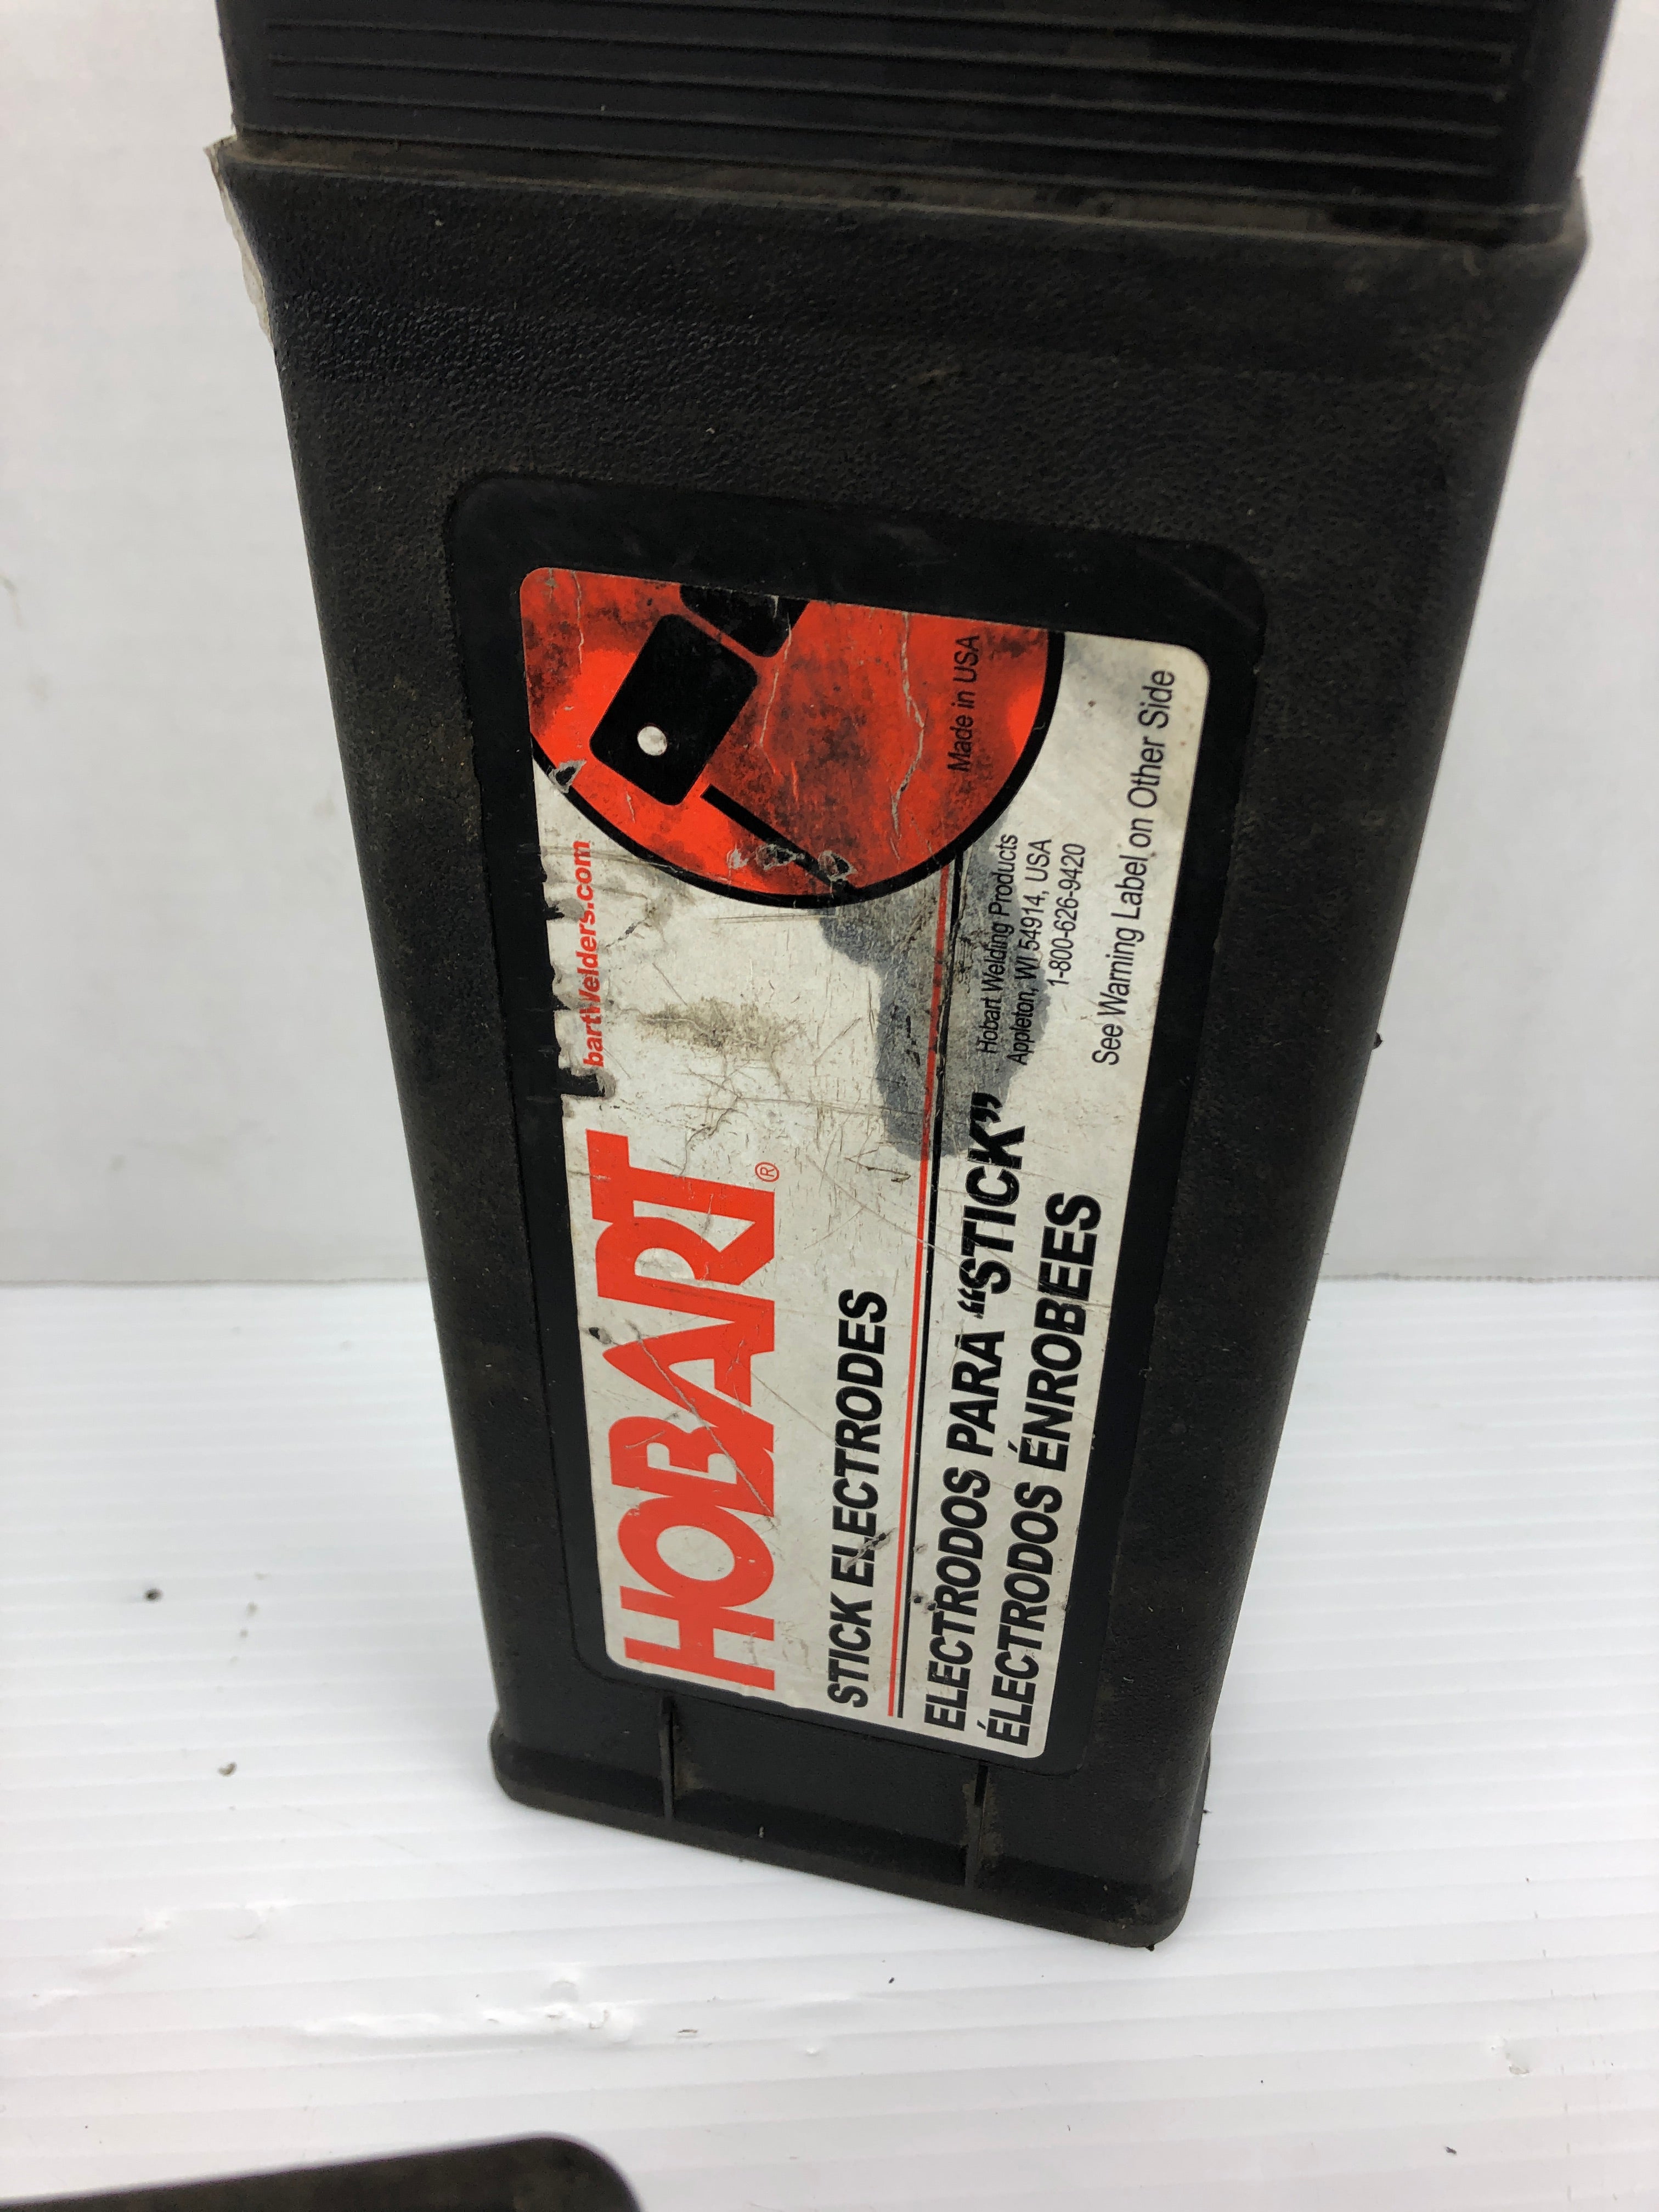 HOBART®
bartWelders.com
STICK ELECTRODES
ELECTRODOS PARA “STICK”
ÉLECTRODOS ÉNROBEES
Made in USA
Hobart Welding Products
Appleton, WI 54914, USA
1-800-626-9420
See Warning Label on Other Side